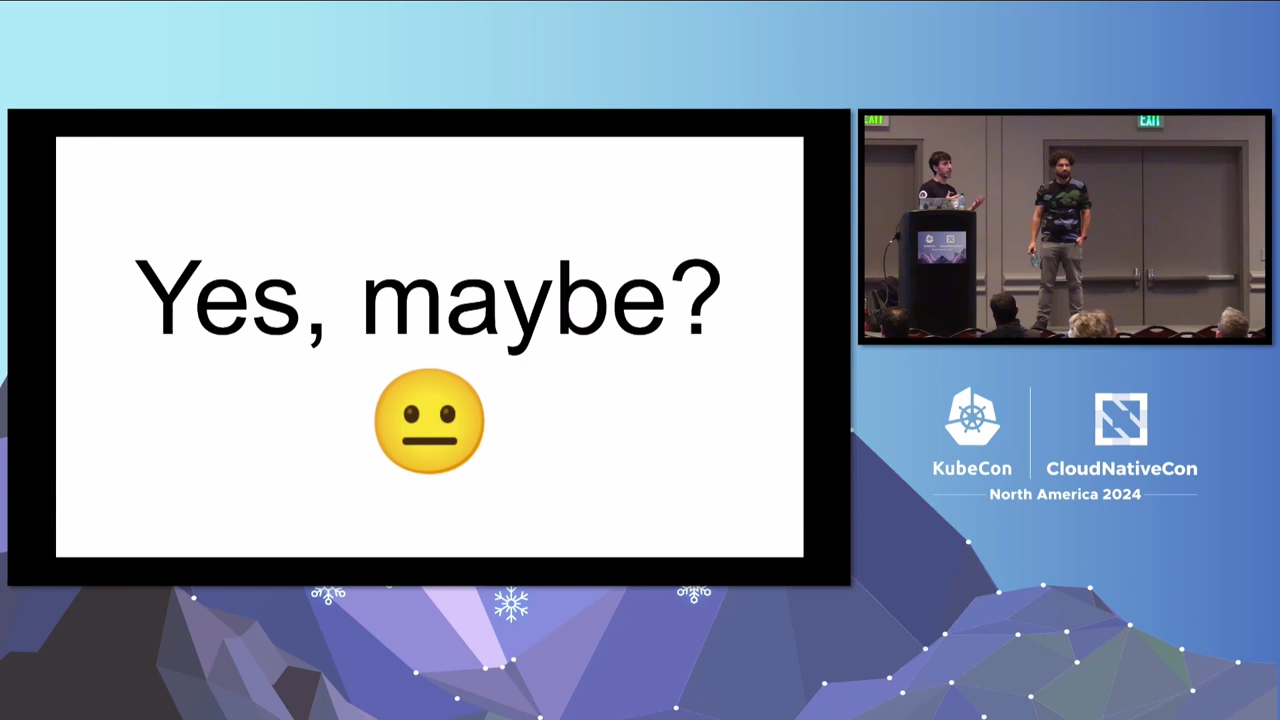 Yes, maybe?
EXIT
EXIT
KubeCon
CloudNativeCon
North America 2024